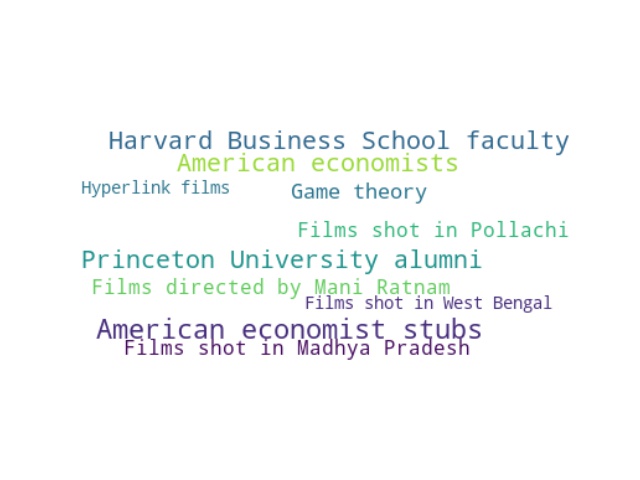 Harvard Business School faculty
American economists
Hyperlink films
Game theory
Films shot in Pollachi
Princeton University alumni
Films directed by Mani Ratnam
Films shot in West Bengal
American economist stubs
Films shot in Madhya Pradesh